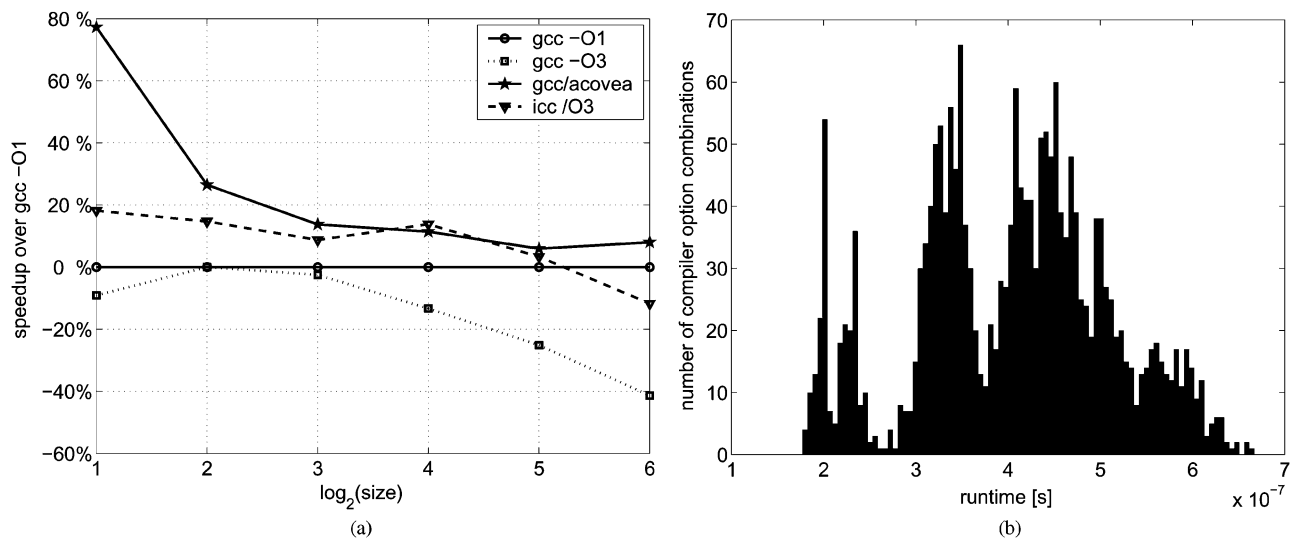 80 %
60 %
40 %
20 %
0 %
−20%
−40%
−60%
speedup over gcc −O1
gcc −O1
gcc −O3
gcc/acovea
icc /O3
1 2 3 4 5 6
log2(size)
(a)
70
60
50
40
30
20
10
0
number of compiler option combinations
1 2 3 4 5 6 7
runtime [s]
x 10−7
(b)